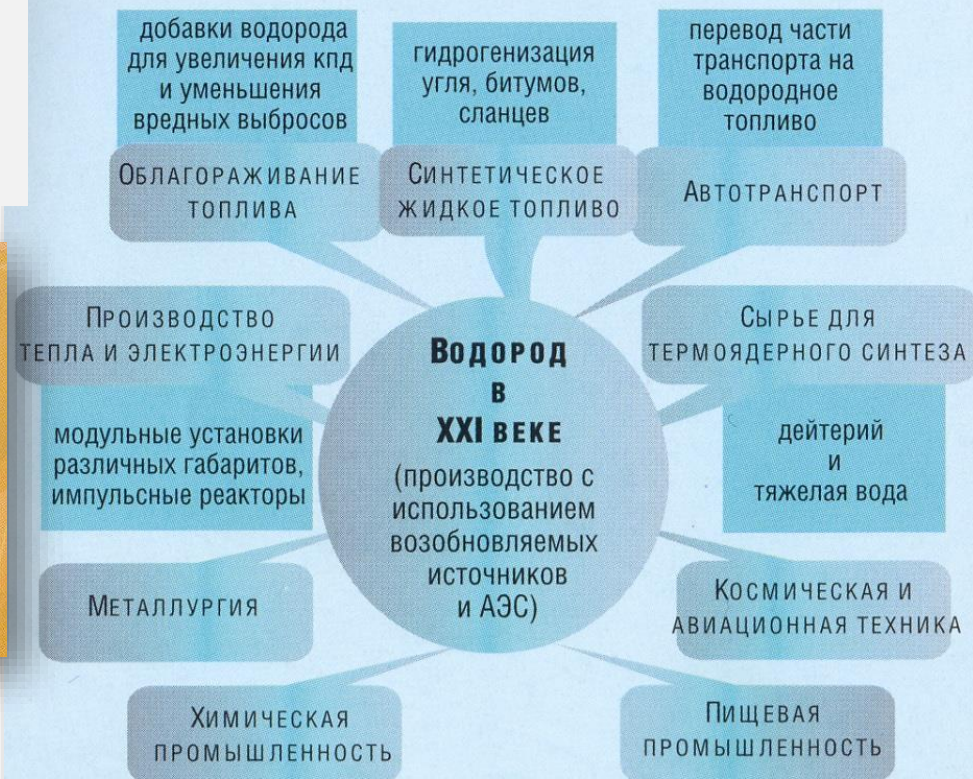 добавки водорода
для увеличения кпд
и уменьшения
вредных выбросов
ОБЛАГОРАЖИВАНИЕ
ТОПЛИВА
гидрогенизация
угля, битумов,
сланцев
СИНТЕТИЧЕСКОЕ
ЖИДКОЕ ТОПЛИВО
перевод части
транспорта на
водородное
топливо
АВТОТРАНСПОРТ
ПРОИЗВОДСТВО
ТЕПЛА И ЭЛЕКТРОЭНЕРГИИ
модульные установки
различных габаритов,
импульсные реакторы
ВОДОРОД
В
XXI ВЕКЕ
(производство с
использованием
возобновляемых
источников
и АЭС)
СЫРЬЕ ДЛЯ
ТЕРМОЯДЕРНОГО СИНТЕЗА
дейтерий
и
тяжелая вода
МЕТАЛЛУРГИЯ
КОСМИЧЕСКАЯ И
АВИАЦИОННАЯ ТЕХНИКА
ХИМИЧЕСКАЯ
ПРОМЫШЛЕННОСТЬ
ПИЩЕВАЯ
ПРОМЫШЛЕННОСТЬ